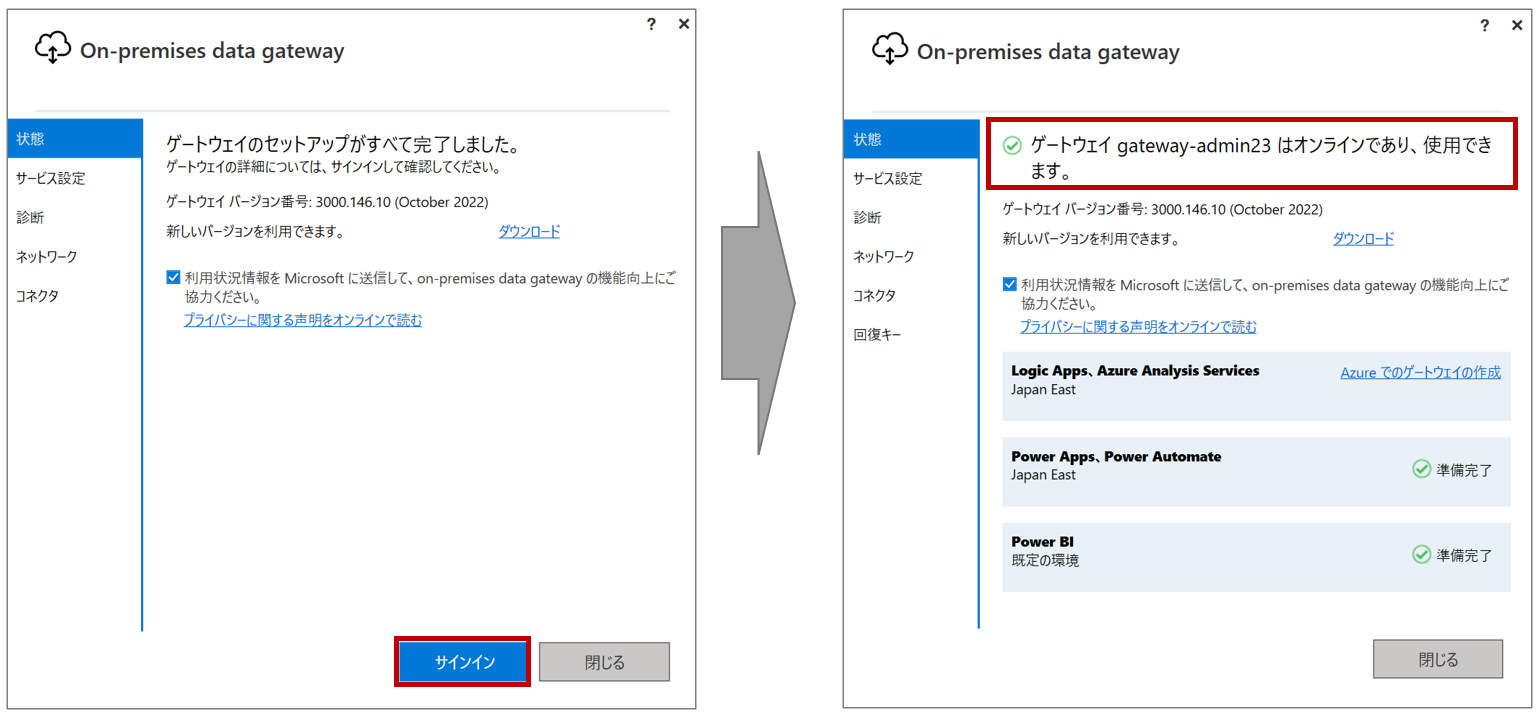 ? ×
On-premises data gateway
状態
サービス設定
診断
ネットワーク
コネクタ
ゲートウェイのセットアップがすべて完了しました。
ゲートウェイの詳細については、サインインして確認してください。
ゲートウェイ バージョン番号: 3000.146.10 (October 2022)
新しいバージョンを利用できます。 ダウンロード
利用状況情報を Microsoft に送信して、on-premises data gateway の機能向上にご
協力ください。
プライバシーに関する声明をオンラインで読む
サインイン 閉じる
? ×
On-premises data gateway
状態
サービス設定
診断
ネットワーク
コネクタ
回復キー
ゲートウェイ gateway-admin23 はオンラインであり、使用でき
ます。
ゲートウェイ バージョン番号: 3000.146.10 (October 2022)
新しいバージョンを利用できます。 ダウンロード
利用状況情報を Microsoft に送信して、on-premises data gateway の機能向上にご
協力ください。
プライバシーに関する声明をオンラインで読む
Logic Apps、Azure Analysis Services Azure でのゲートウェイの作成
Japan East
Power Apps、Power Automate
Japan East
準備完了
Power BI
既定の環境
準備完了
閉じる